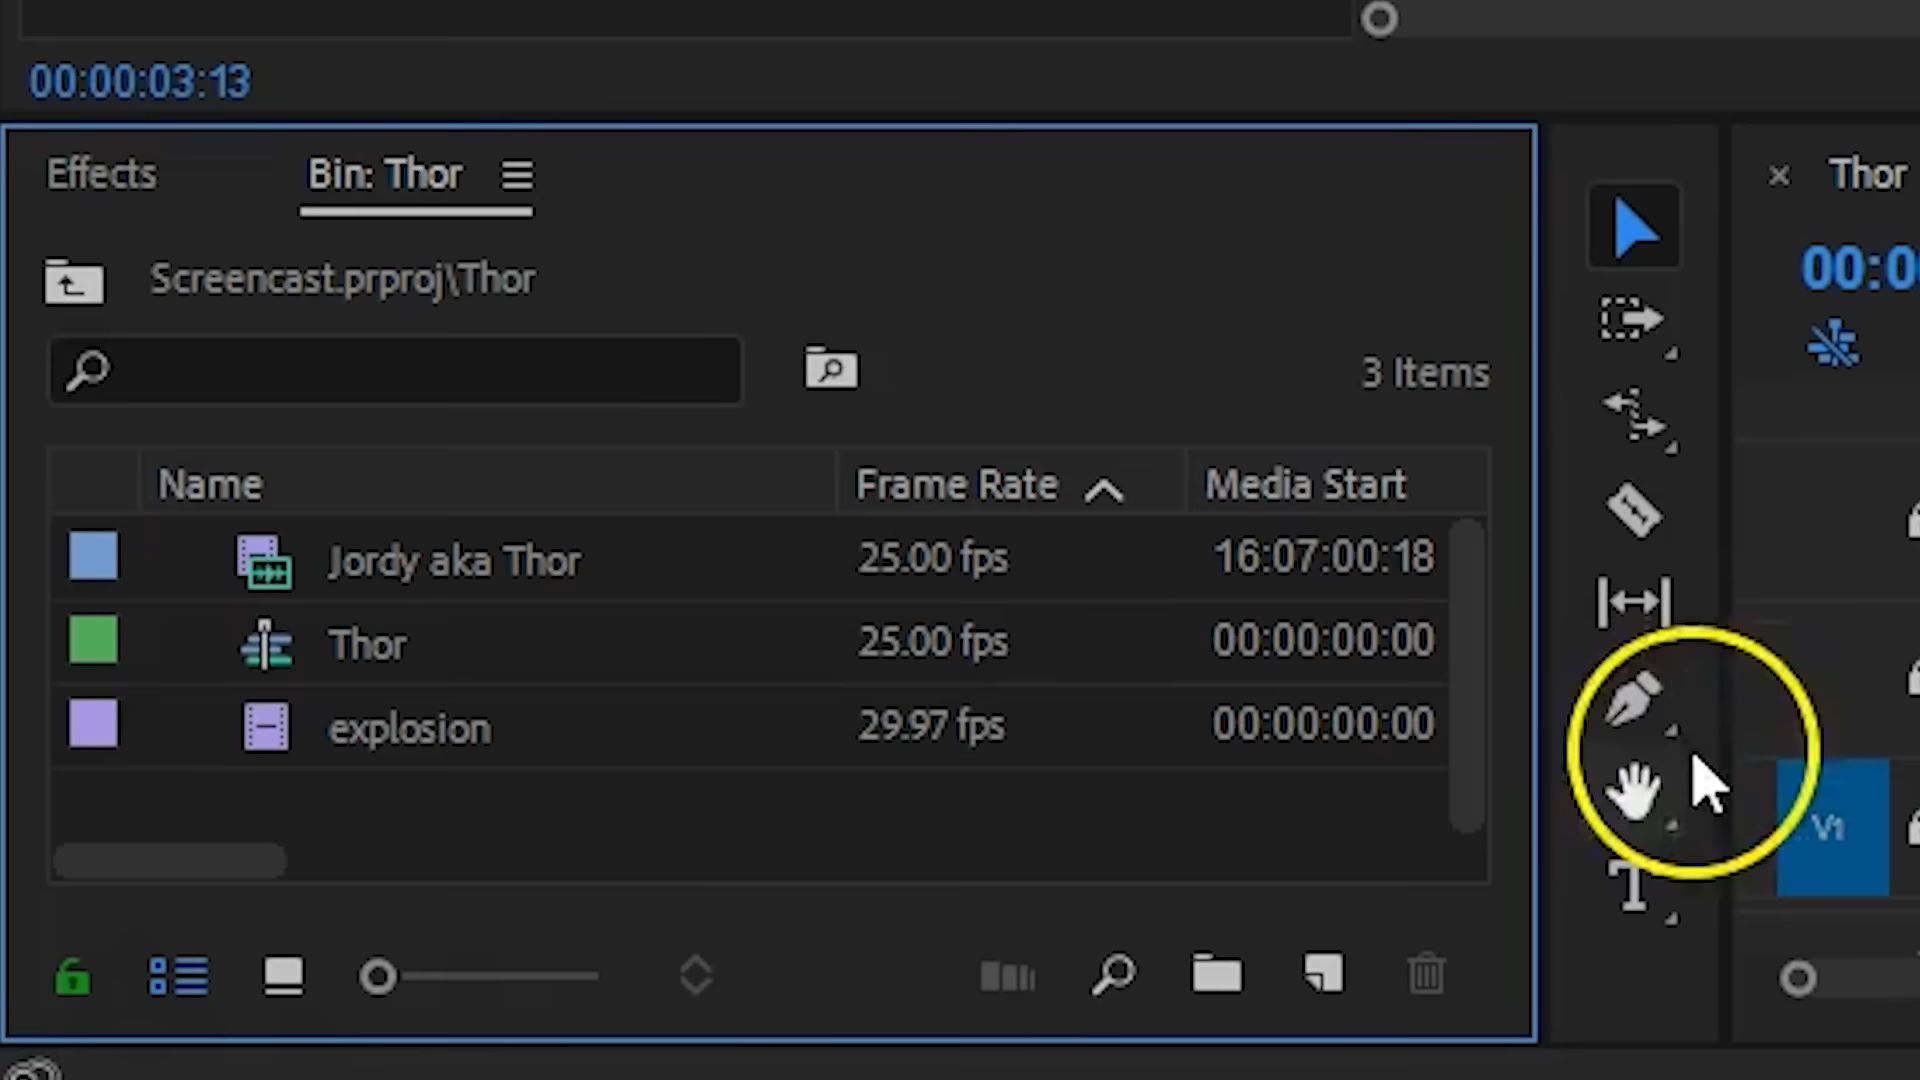 00:00:03:13
Effects
Bin: Thor
Thor
Screencast.prproj\Thor
00:0
3 Items
Name
Frame Rate
Media Start
Jordy aka Thor
25.00 fps
16:07:00:18
Thor
25.00 fps
00:00:00:00
explosion
29.97 fps
00:00:00:00
V1